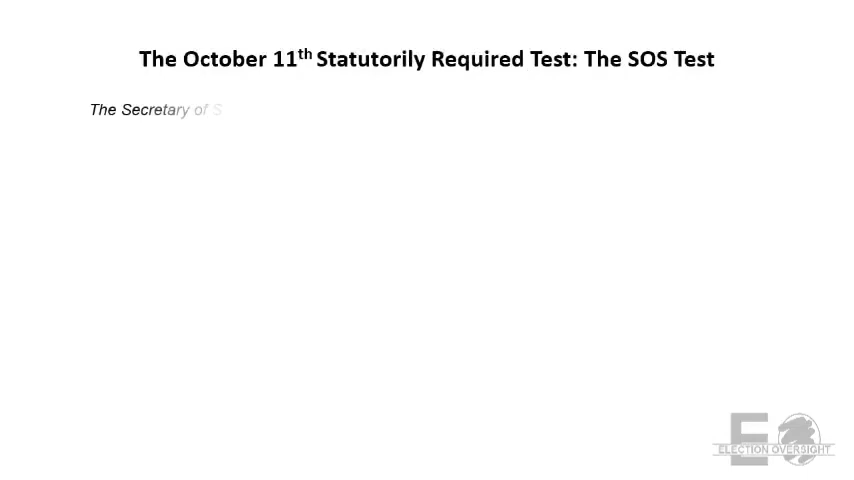 The October 11th Statutorily Required Test: The SOS Test
The Secretary of S
ELECTION OVERSIGHT